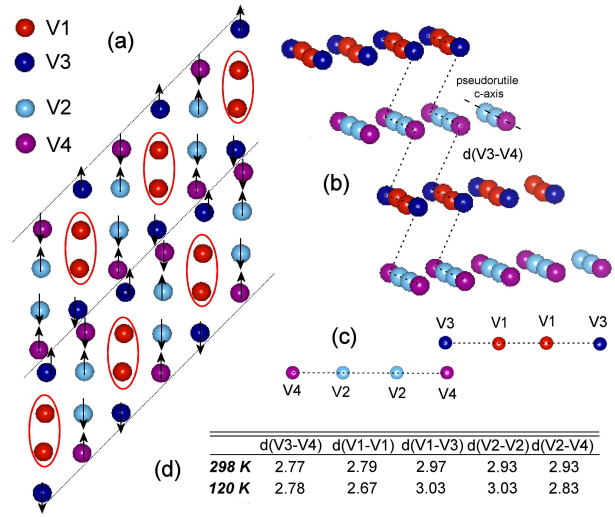 (a)
V1
V3
V2
V4
pseudorutile
c-axis
d(V3-V4)
(b)
(c)
V3 V1 V1 V3
V4 V2 V2 V4
(d)
d(V3-V4) d(V1-V1) d(V1-V3) d(V2-V2) d(V2-V4)
298 K 2.77 2.79 2.97 2.93 2.93
120 K 2.78 2.67 3.03 3.03 2.83